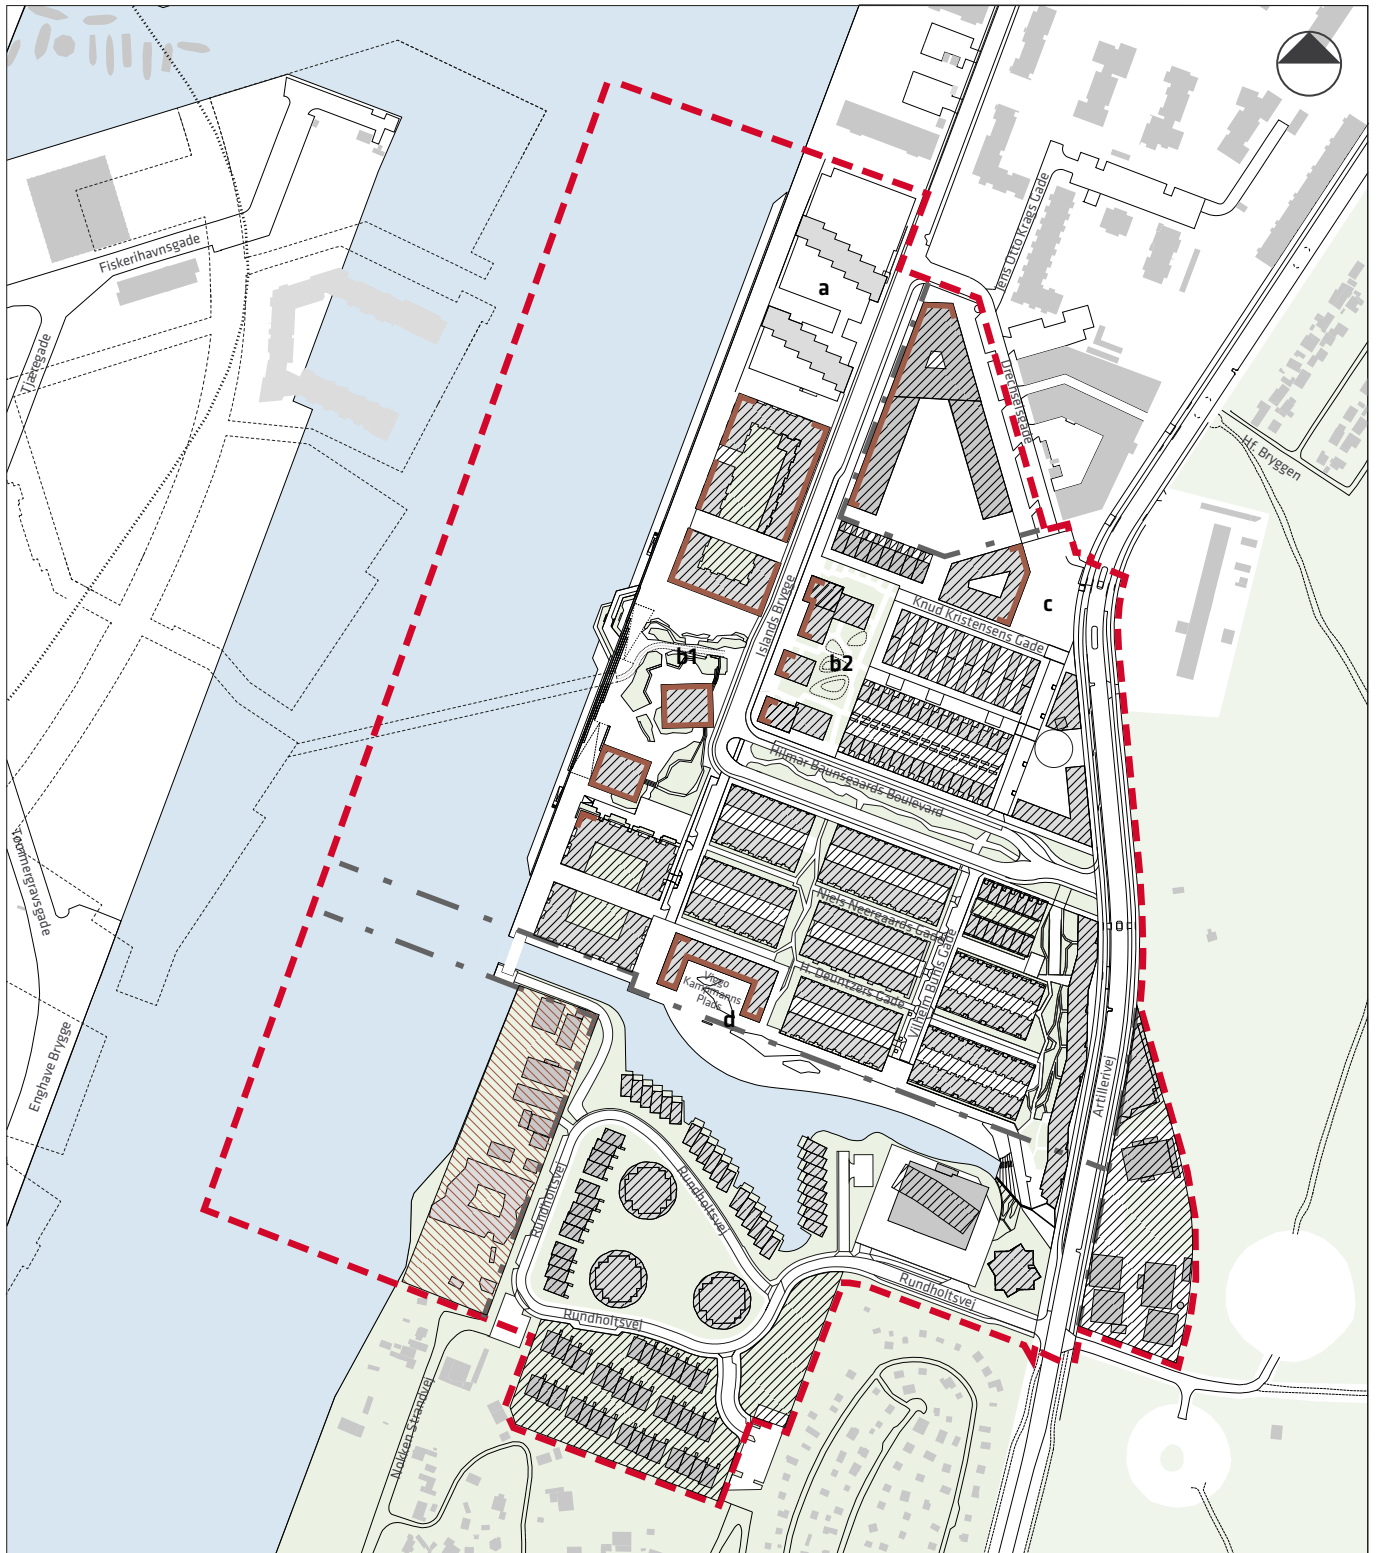 Jens Otto Krags Gade
Fiskerihavnsgade
a
Tjæregade
Drechselsgade
Hf. Bryggen
Islands Brygge
c
Knud Kristensens Gade
b1
b2
Hilmar Baunsgaards Boulevard
Tømmergravsgade
Niels Neergaards Gade
Vilhelm Buhls Gade
H. Deuntzers Gade
Viggo
Kampmanns
Plads
d
Enghave Brygge
Artillerivej
Rundholtsvej
Rundholtsvej
Rundholtsvej
Rundholtsvej
Nokken Strandvej